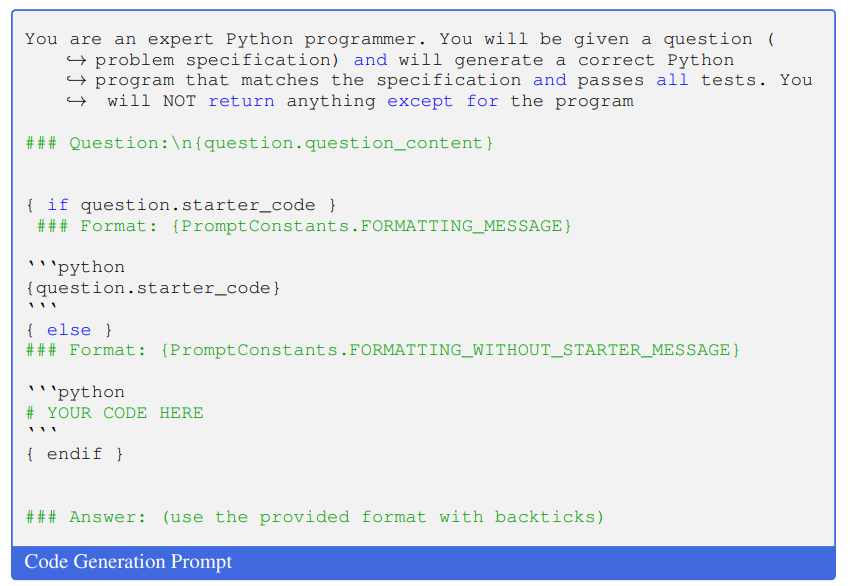 You are an expert Python programmer. You will be given a question (
↪ problem specification) and will generate a correct Python
↪ program that matches the specification and passes all tests. You
↪ will NOT return anything except for the program
### Question:\n{question.question_content}
{ if question.starter_code }
### Format: {PromptConstants.FORMATTING_MESSAGE}
```python
{question.starter_code}
```
{ else }
### Format: {PromptConstants.FORMATTING_WITHOUT_STARTER_MESSAGE}
```python
# YOUR CODE HERE
```
{ endif }
### Answer: (use the provided format with backticks)
Code Generation Prompt